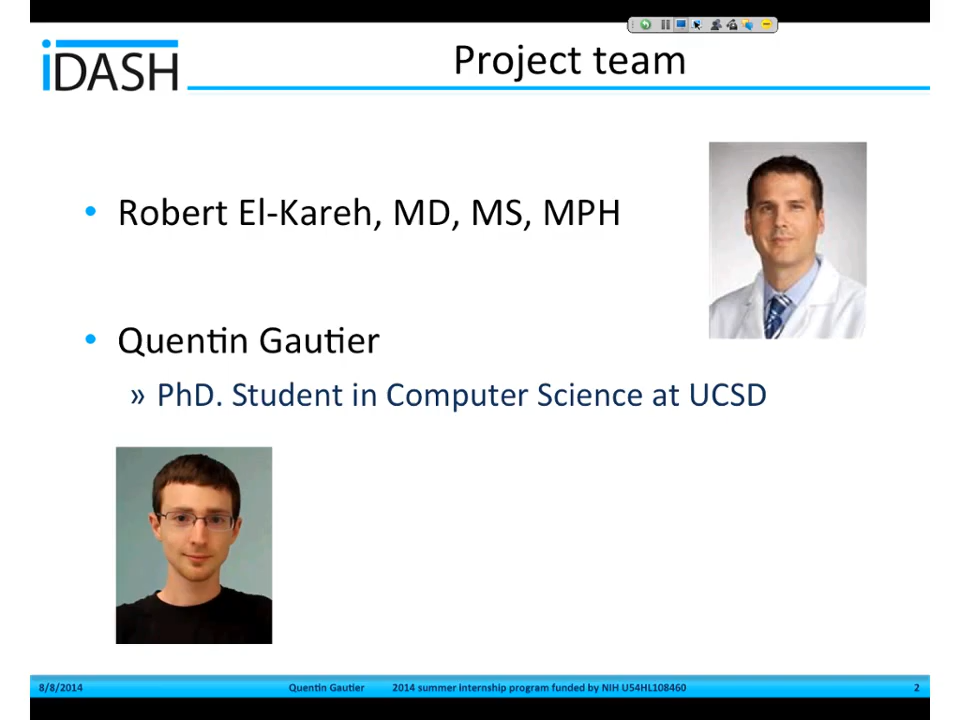 iDASH
Project team
• Robert El-Kareh, MD, MS, MPH
• Quentin Gautier
» PhD. Student in Computer Science at UCSD
8/8/2014 Quentin Gautier 2014 summer internship program funded by NIH U54HL108460 2